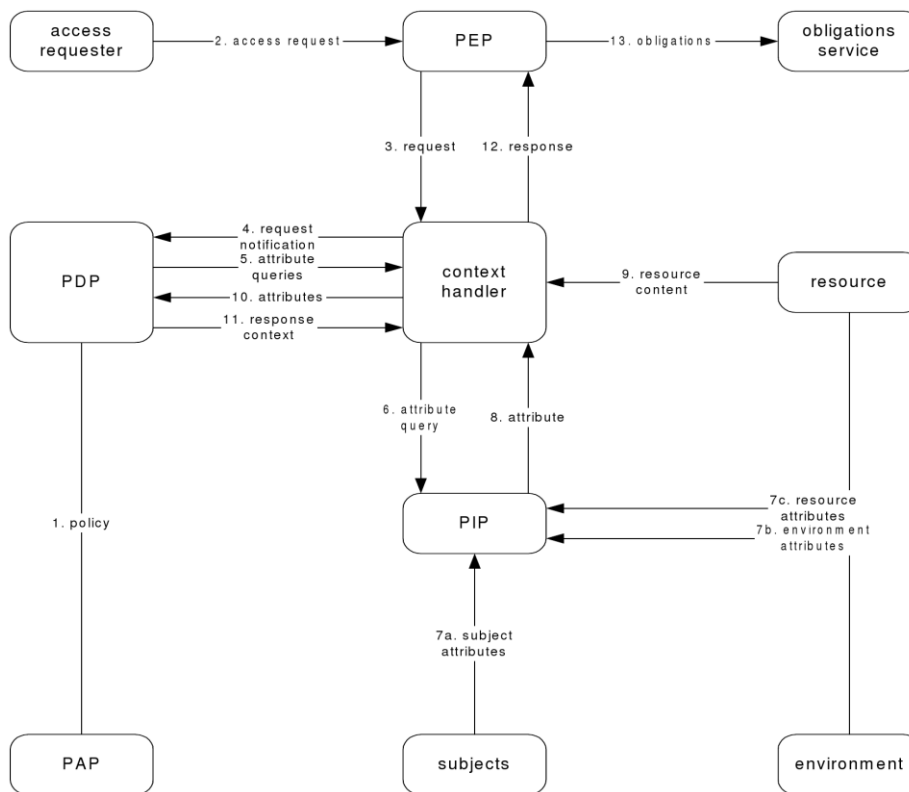 access
requester
2. access request
PEP
13. obligations
obligations
service
3. request
12. response
PDP
4. request
notification
5. attribute
queries
10. attributes
11. response
context
context
handler
9. resource
content
resource
6. attribute
query
8. attribute
1. policy
PIP
7c. resource
attributes
7b. environment
attributes
7a. subject
attributes
PAP
subjects
environment